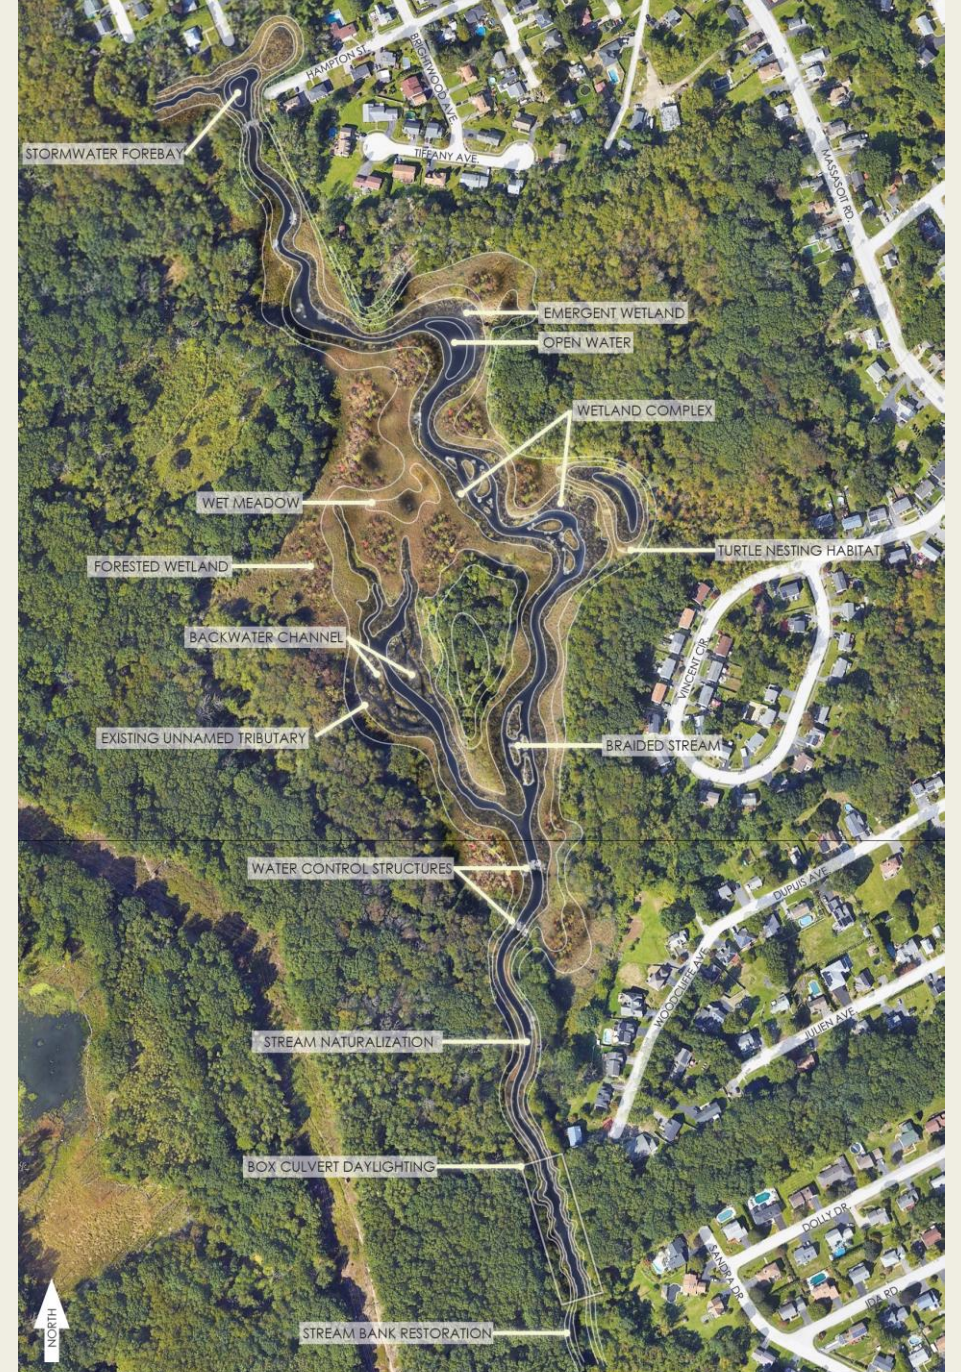 HAMPTON ST.
BRIGHTWOOD AVE
STORMWATER FOREBAY
TIFFANY AVE.
MASSASOIT RD.
EMERGENT WETLAND
OPEN WATER
WETLAND COMPLEX
WET MEADOW
TURTLE NESTING HABITAT
FORESTED WETLAND
BACKWATER CHANNEL
VINCENT CIR.
EXISTING UNNAMED TRIBUTARY
BRAIDED STREAM
WATER CONTROL STRUCTURES
DUPUIS AVE
WOODCLIFFE AVE
JULIEN AVE
STREAM NATURALIZATION
BOX CULVERT DAYLIGHTING
DOLLY DR.
SANDRA DR
IDA RD.
NORTH
STREAM BANK RESTORATION